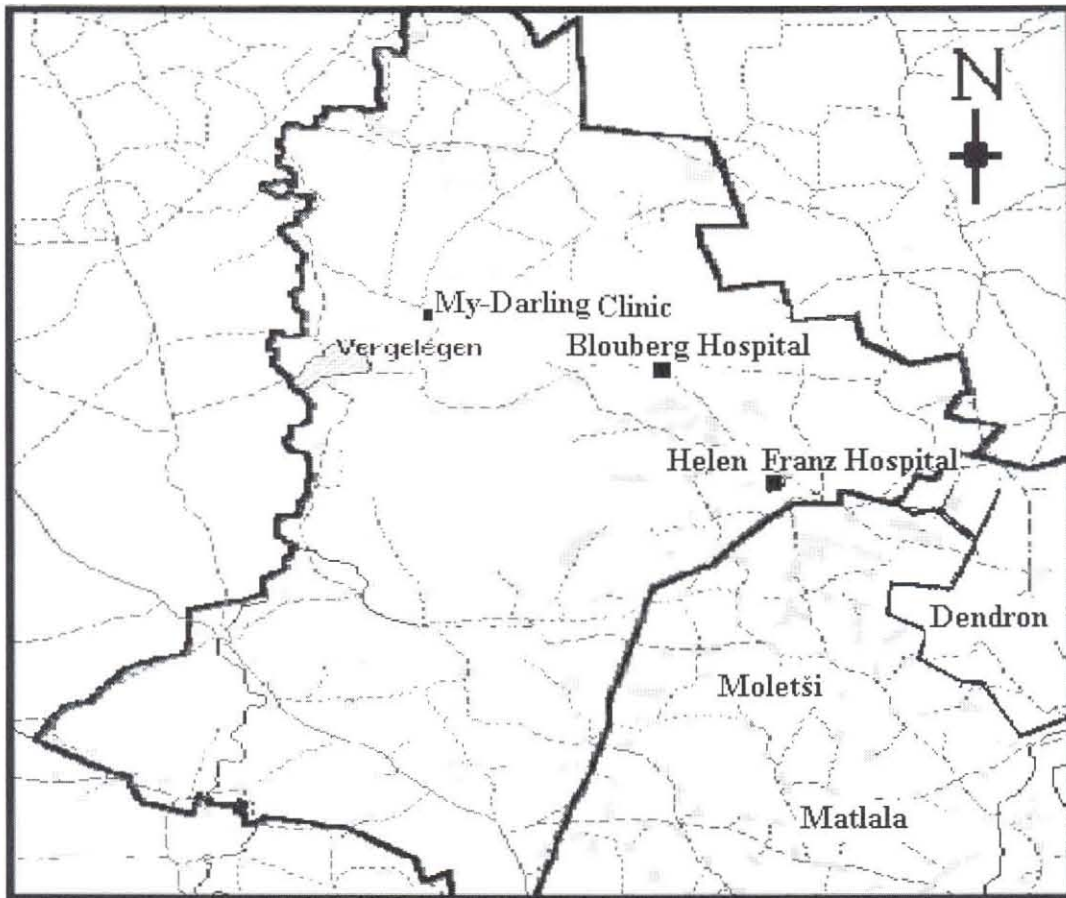 N
My-Darling Clinic
Vergelegen
Blouberg Hospital
Helen Franz Hospital
Dendron
Moletši
Matlala